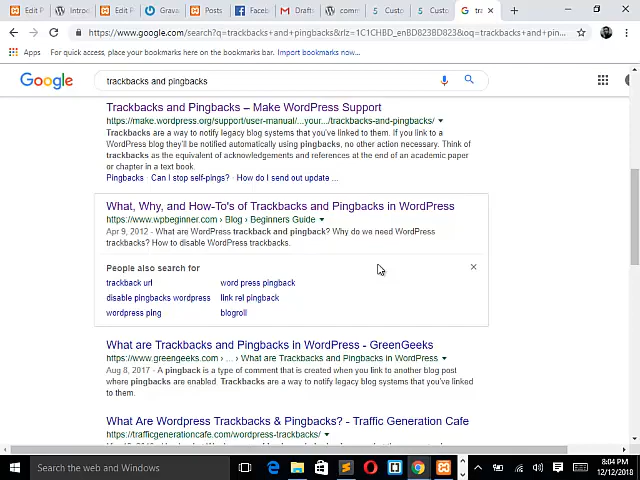 Edit P
Introd
Edit P
Grava
Posts
Faceb
Draft
comm
Custo
Custo
tra
https://www.google.com/search?q=trackbacks+and+pingbacks&rlz=1C1CHBD_enBD823BD823&oq=trackbacks+and+pin...
Apps For quick access, place your bookmarks here on the bookmarks bar. Import bookmarks now...
Google trackbacks and pingbacks
Trackbacks and Pingbacks – Make WordPress Support
https://make.wordpress.org/support/user-manual/...your.../trackbacks-and-pingbacks/
Trackbacks are a way to notify legacy blog systems that you've linked to them. If you link to a
WordPress blog they'll be notified automatically using pingbacks, no other action necessary. Think of
trackbacks as the equivalent of acknowledgements and references at the end of an academic paper
or chapter in a text book.
Pingbacks · Can I stop self-pings? · How do I send out update ...
What, Why, and How-To's of Trackbacks and Pingbacks in WordPress
https://www.wpbeginner.com › Blog › Beginners Guide
Apr 9, 2012 - What are WordPress trackback and pingback? Why do we need WordPress
trackbacks? How to disable WordPress trackbacks.
People also search for
trackback url word press pingback
disable pingbacks wordpress link rel pingback
wordpress ping blogroll
What are Trackbacks and Pingbacks in WordPress - GreenGeeks
https://www.greengeeks.com › ... › What are Trackbacks and Pingbacks in WordPress
Aug 8, 2017 - A pingback is a type of comment that is created when you link to another blog post
where pingbacks are enabled. Trackbacks are a way to notify legacy blog systems that you've linked
to them.
What Are Wordpress Trackbacks & Pingbacks? - Traffic Generation Cafe
https://trafficgenerationcafe.com/wordpress-trackbacks/
Search the web and Windows
8:04 PM
12/12/2018